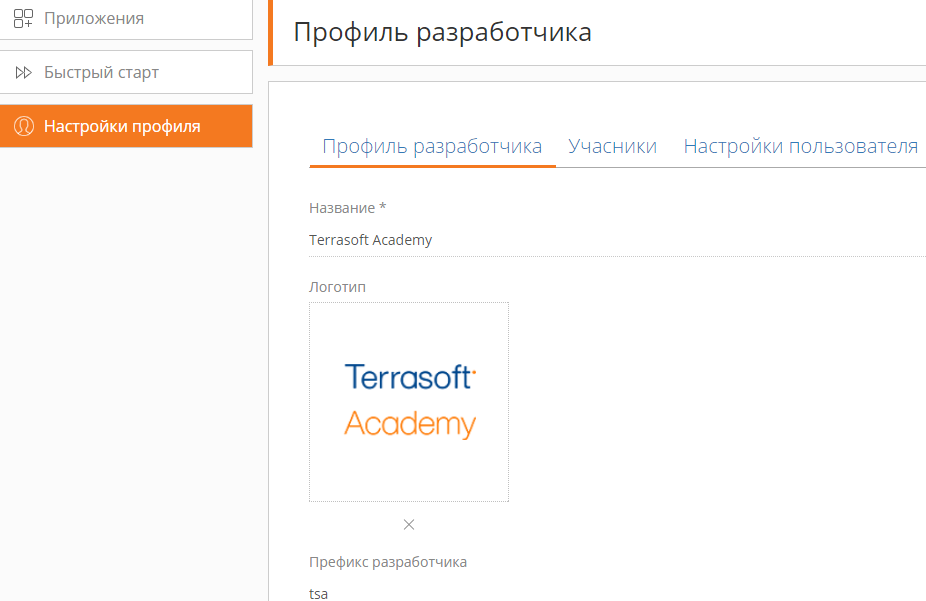 Приложения
Быстрый старт
Настройки профиля
Профиль разработчика
Профиль разработчика Учасники Настройки пользователя
Название *
Terrasoft Academy
Логотип
Terrasoft
Academy
Префикс разработчика
tsa